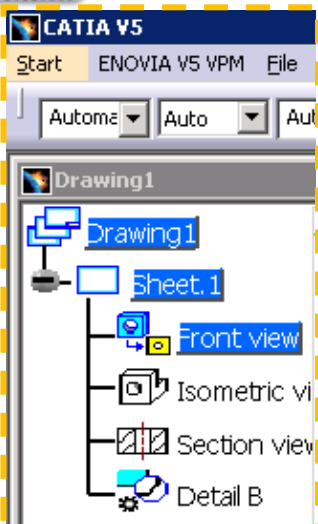 CATIA V5
Start ENOVIA V5 VPM File
Automa Auto Aut
Drawing1
Drawing1
Sheet.1
Front view
Isometric vi
Section view
Detail B